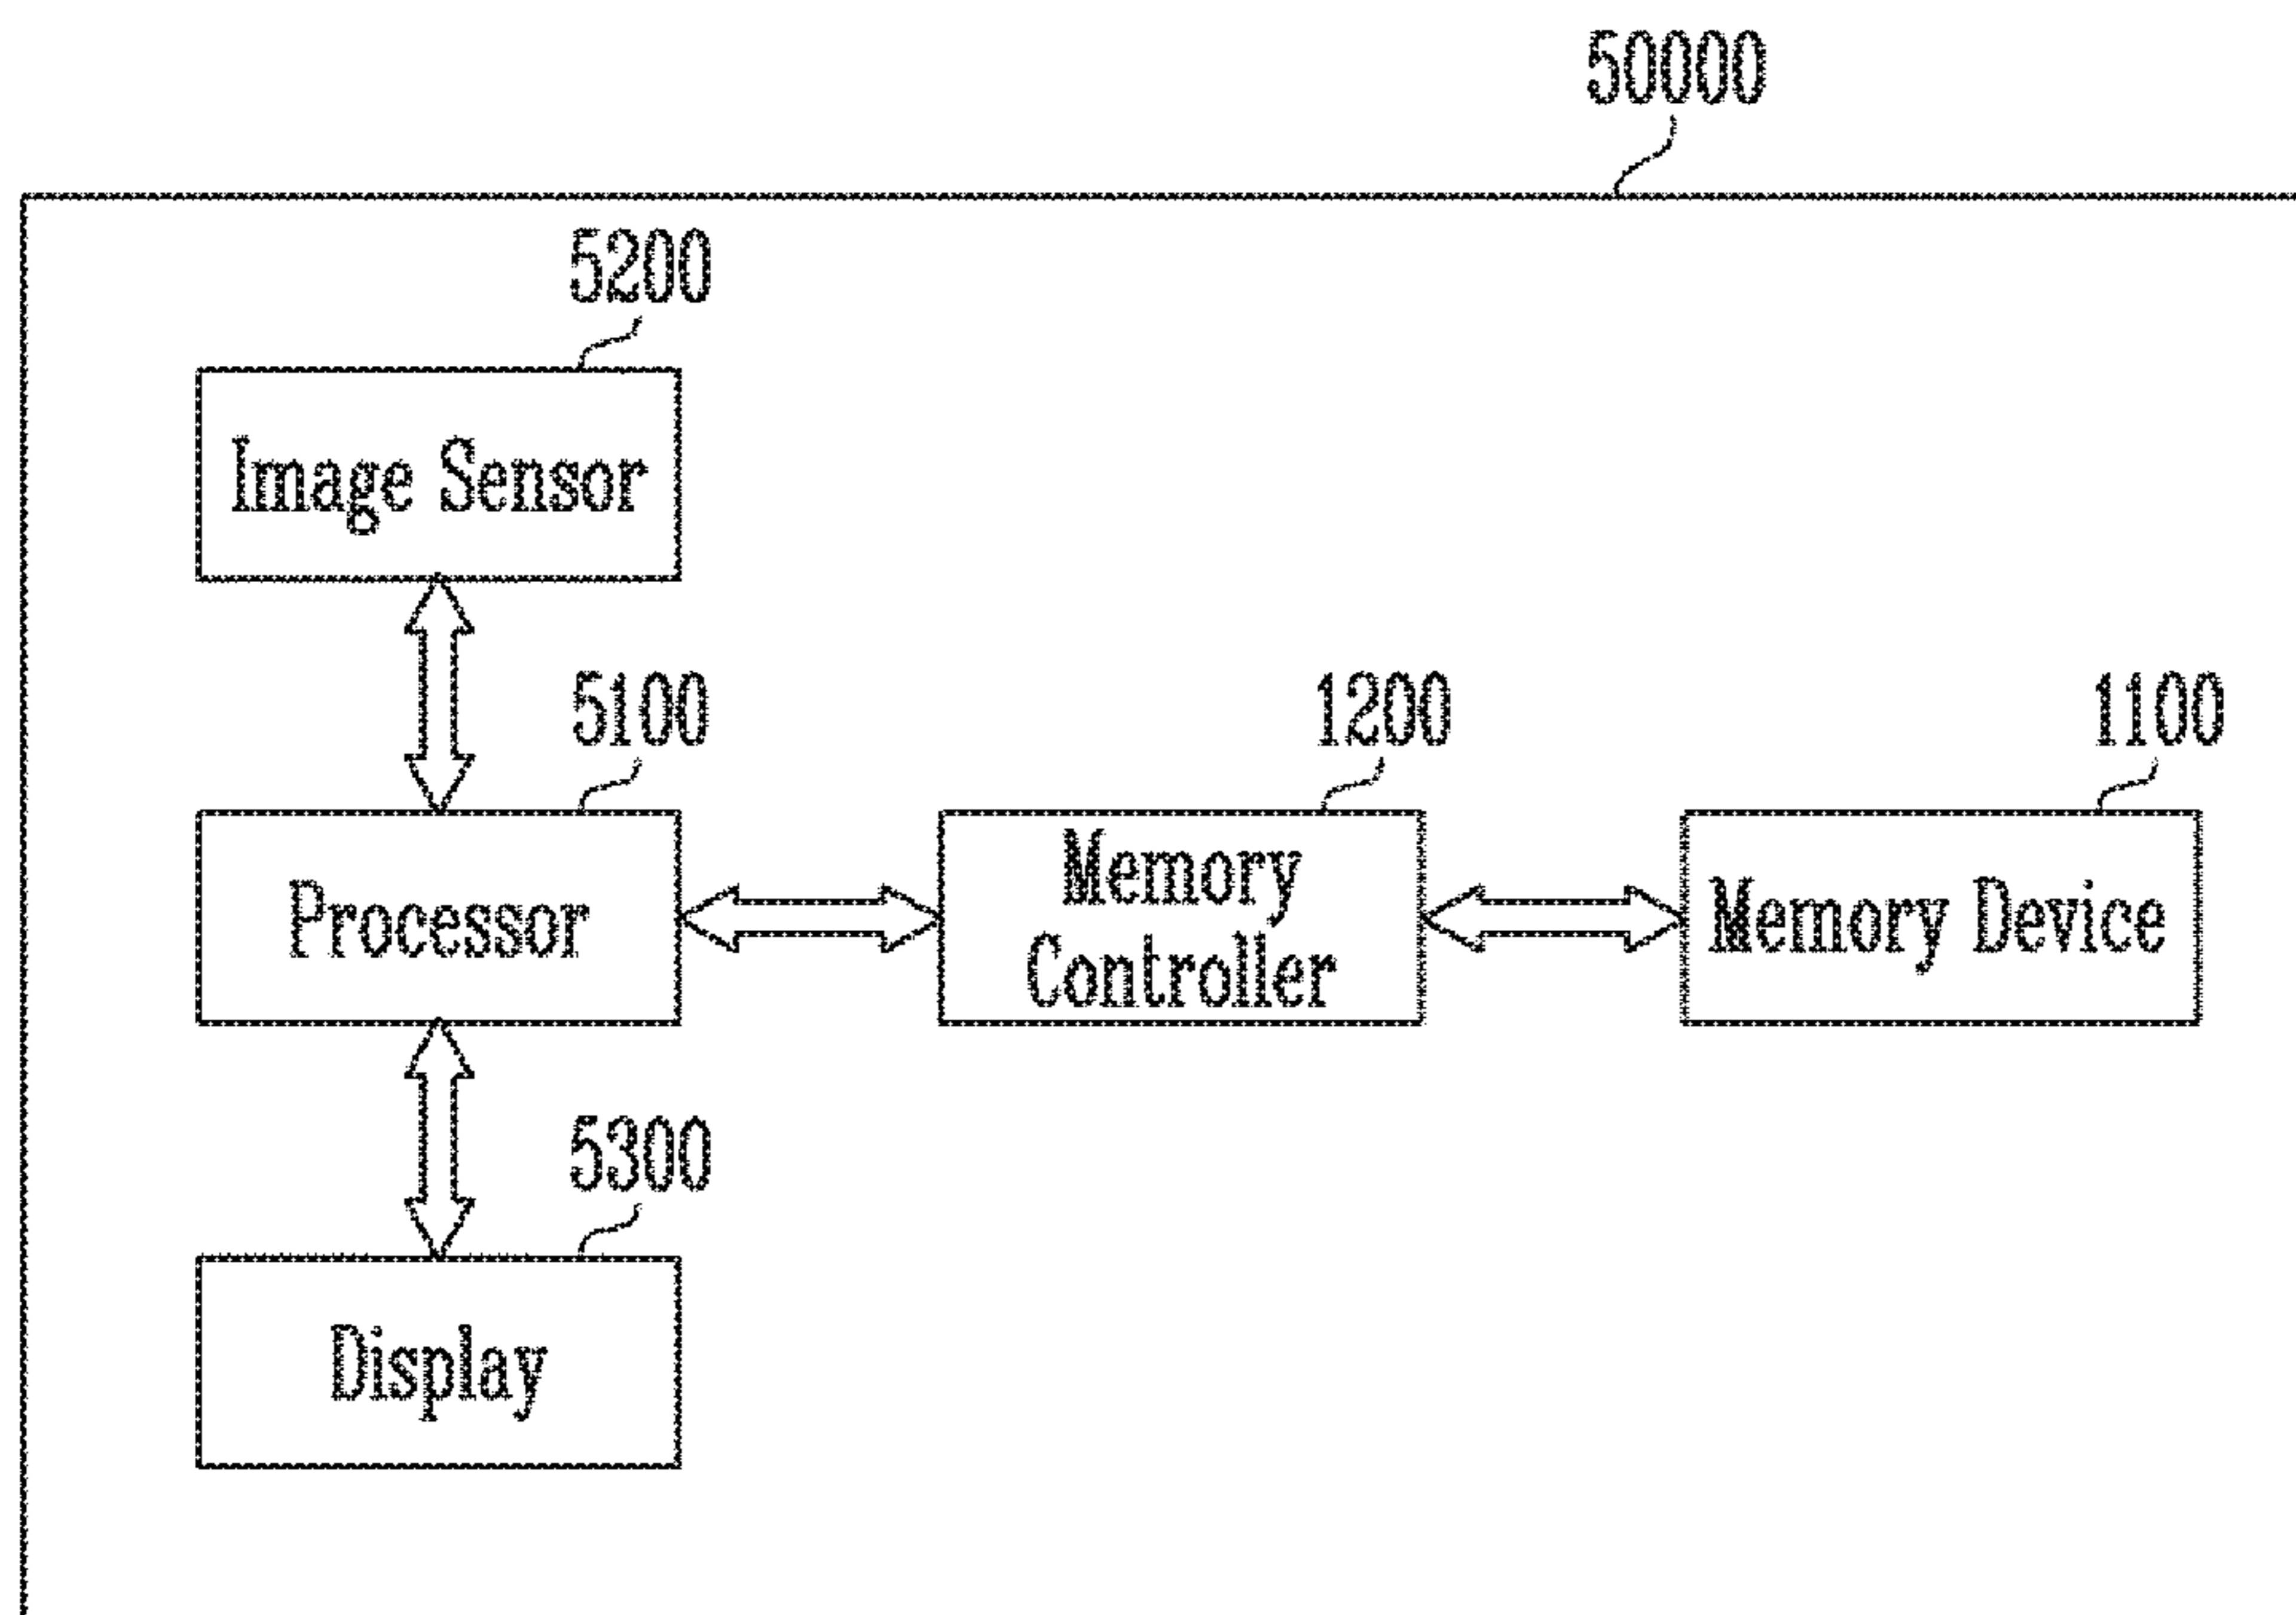 50000
5200
Image Sensor
5100
Processor
1200
Memory
Controller
1100
Memory Device
5300
Display